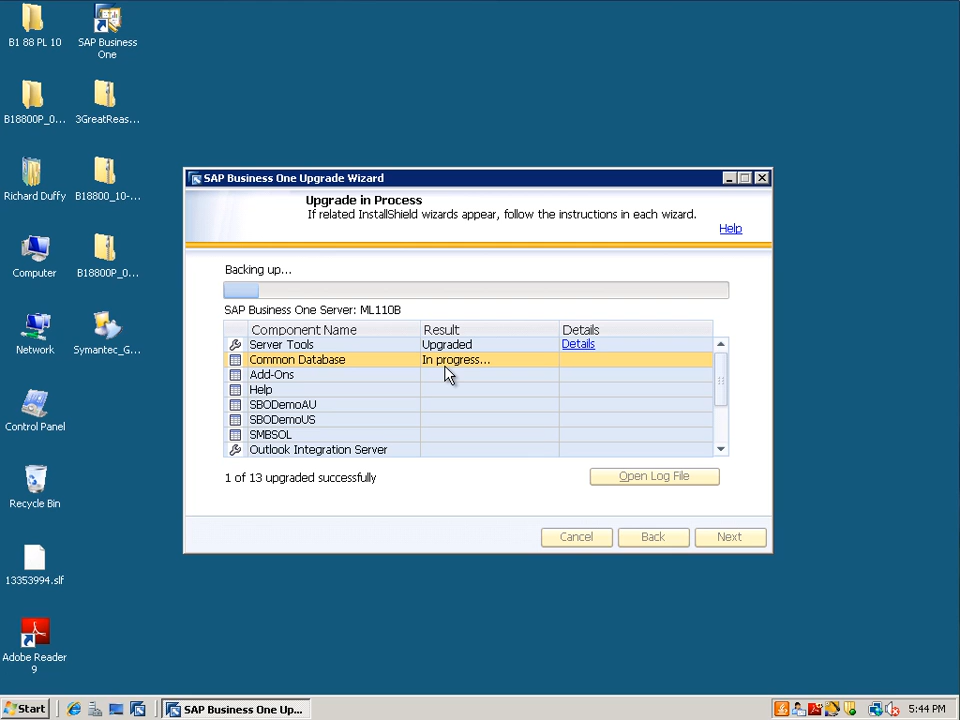 B1 88 PL 10
SAP Business
One
B18800P_0...
3GreatReas...
Richard Duffy
B18800_10-...
Computer
B18800P_0...
Network
Symantec_G...
Control Panel
Recycle Bin
13353994.slf
Adobe Reader
9
SAP Business One Upgrade Wizard
Upgrade in Process
If related InstallShield wizards appear, follow the instructions in each wizard.
Help
Backing up...
SAP Business One Server: ML110B
Component Name Result Details
Server Tools Upgraded Details
Common Database In progress...
Add-Ons
Help
SBODemoAU
SBODemoUS
SMBSOL
Outlook Integration Server
1 of 13 upgraded successfully
Open Log File
Cancel Back Next
Start
SAP Business One Up...
5:44 PM